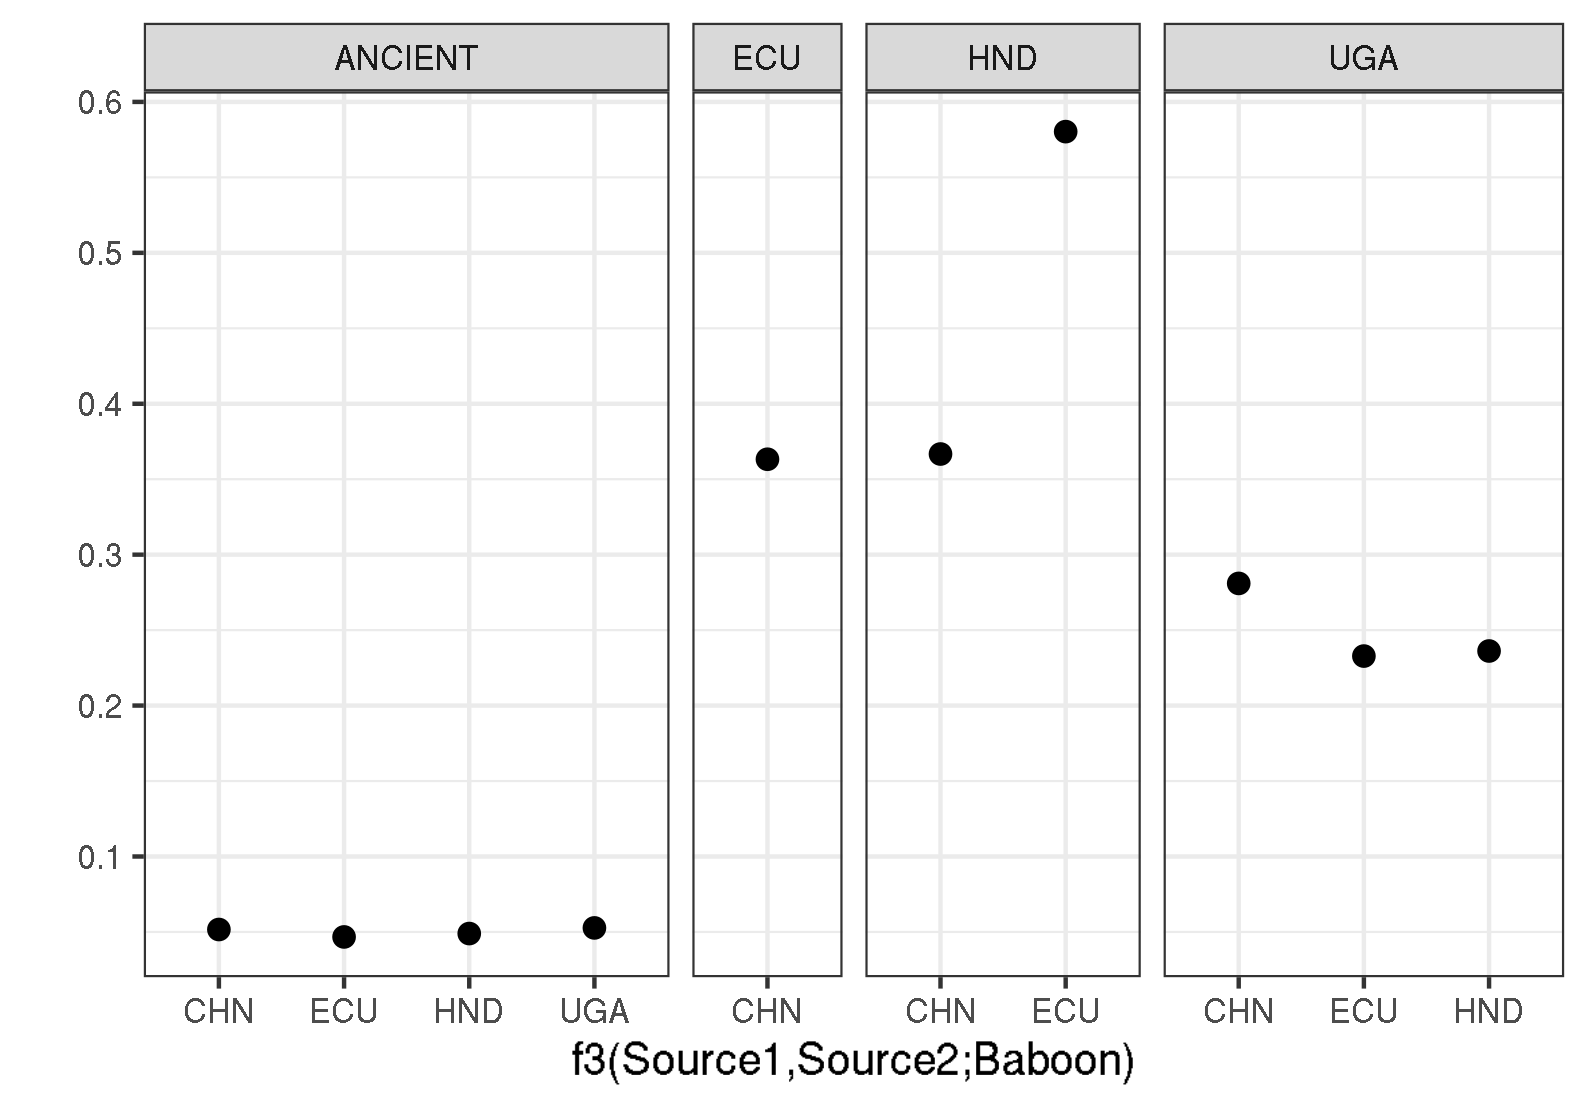 ANCIENT ECU HND UGA
0.6
0.5
0.4
0.3
0.2
0.1
CHN ECU HND UGA CHN CHN ECU CHN ECU HND
f3(Source1,Source2;Baboon)